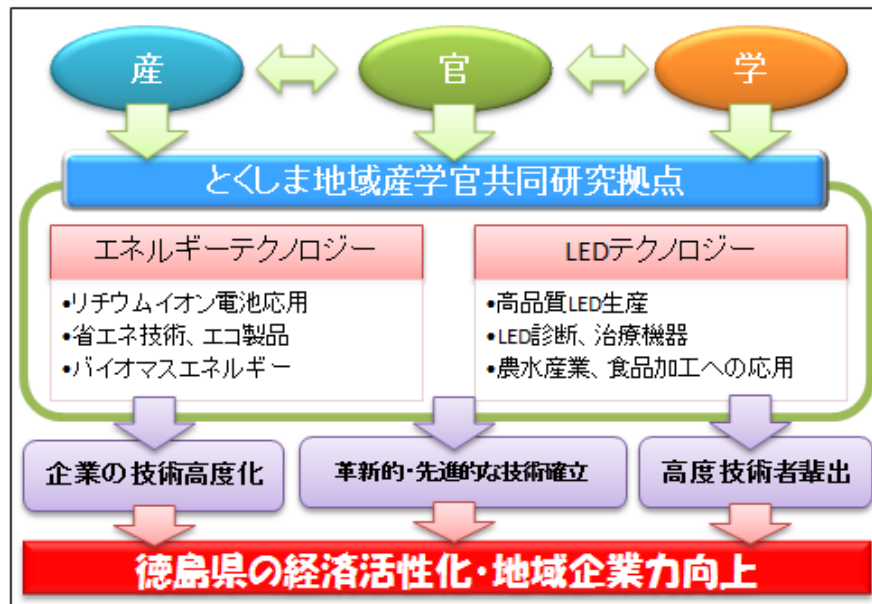 産
官
学
とくしま地域産学官共同研究拠点
エネルギーテクノロジー
•リチウムイオン電池応用
•省エネ技術、エコ製品
•バイオマスエネルギー
LEDテクノロジー
•高品質LED生産
•LED診断、治療機器
•農水産業、食品加工への応用
企業の技術高度化
革新的・先進的な技術確立
高度技術者輩出
徳島県の経済活性化・地域企業力向上